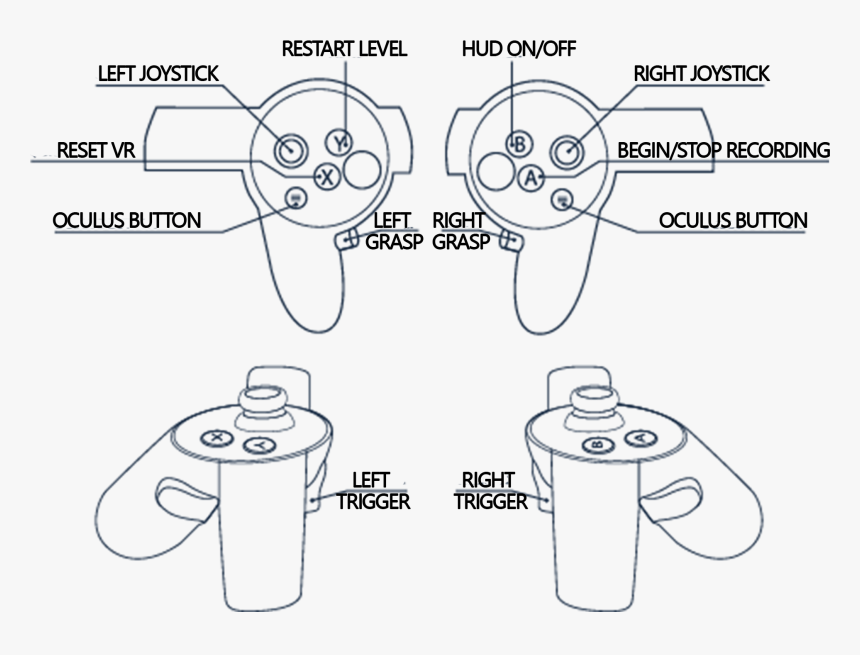 RESTART LEVEL
HUD ON/OFF
LEFT JOYSTICK
RIGHT JOYSTICK
Y
B
RESET VR
BEGIN/STOP RECORDING
X
A
OCULUS BUTTON
LEFT
GRASP
RIGHT
GRASP
OCULUS BUTTON
X
Y
B
A
LEFT
TRIGGER
RIGHT
TRIGGER